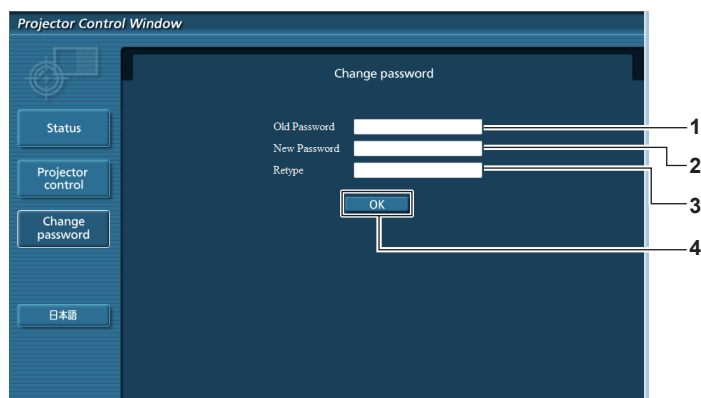 Projector Control Window
Change password
Status
Projector
control
Change
password
日本語
Old Password
New Password
Retype
OK
1
2
3
4